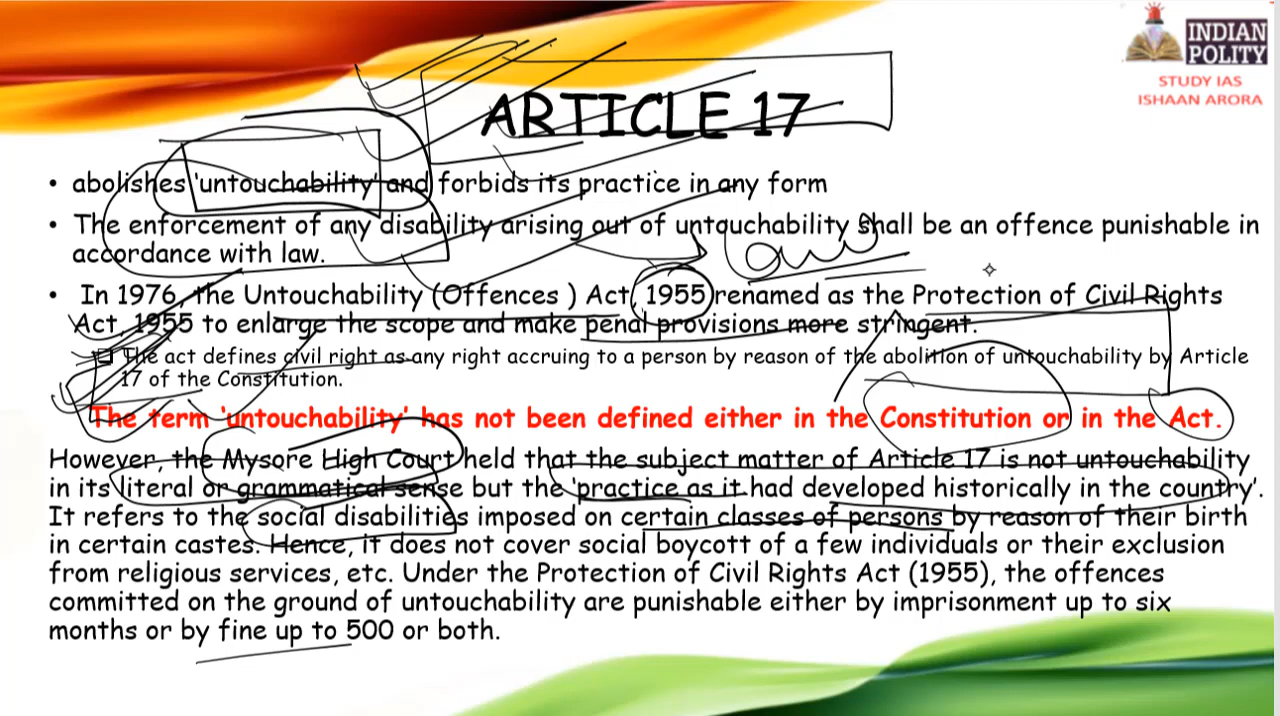 INDIAN
POLITY
STUDY IAS
ISHAAN ARORA
ARTICLE 17
• abolishes 'untouchability' and forbids its practice in any form
• The enforcement of any disability arising out of untouchability shall be an offence punishable in
accordance with law.
law
• In 1976, the Untouchability (Offences ) Act, 1955 renamed as the Protection of Civil Rights
Act, 1955 to enlarge the scope and make penal provisions more stringent.
❑ The act defines civil right as any right accruing to a person by reason of the abolition of untouchability by Article
17 of the Constitution.
The term 'untouchability' has not been defined either in the Constitution or in the Act.
However, the Mysore High Court held that the subject matter of Article 17 is not untouchability
in its literal or grammatical sense but the 'practice as it had developed historically in the country'.
It refers to the social disabilities imposed on certain classes of persons by reason of their birth
in certain castes. Hence, it does not cover social boycott of a few individuals or their exclusion
from religious services, etc. Under the Protection of Civil Rights Act (1955), the offences
committed on the ground of untouchability are punishable either by imprisonment up to six
months or by fine up to 500 or both.